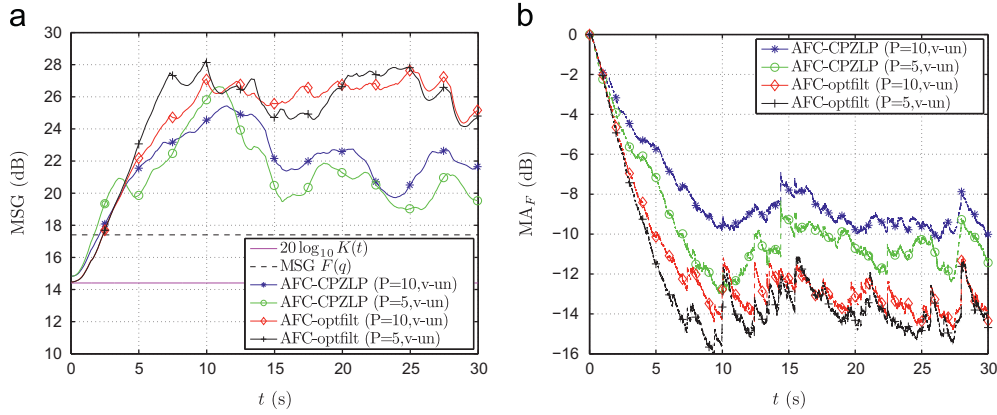 a
30
28
26
24
22
20
18
16
14
12
10
MSG (dB)
0
5
10
15
20
25
30
t (s)
20 log₁₀ K(t)
MSG F(q)
AFC-CPZLP (P=10,v-un)
AFC-CPZLP (P=5,v-un)
AFC-optfilt (P=10,v-un)
AFC-optfilt (P=5,v-un)
b
0
−2
−4
−6
−8
−10
−12
−14
−16
MA_F (dB)
0
5
10
15
20
25
30
t (s)
AFC-CPZLP (P=10,v-un)
AFC-CPZLP (P=5,v-un)
AFC-optfilt (P=10,v-un)
AFC-optfilt (P=5,v-un)